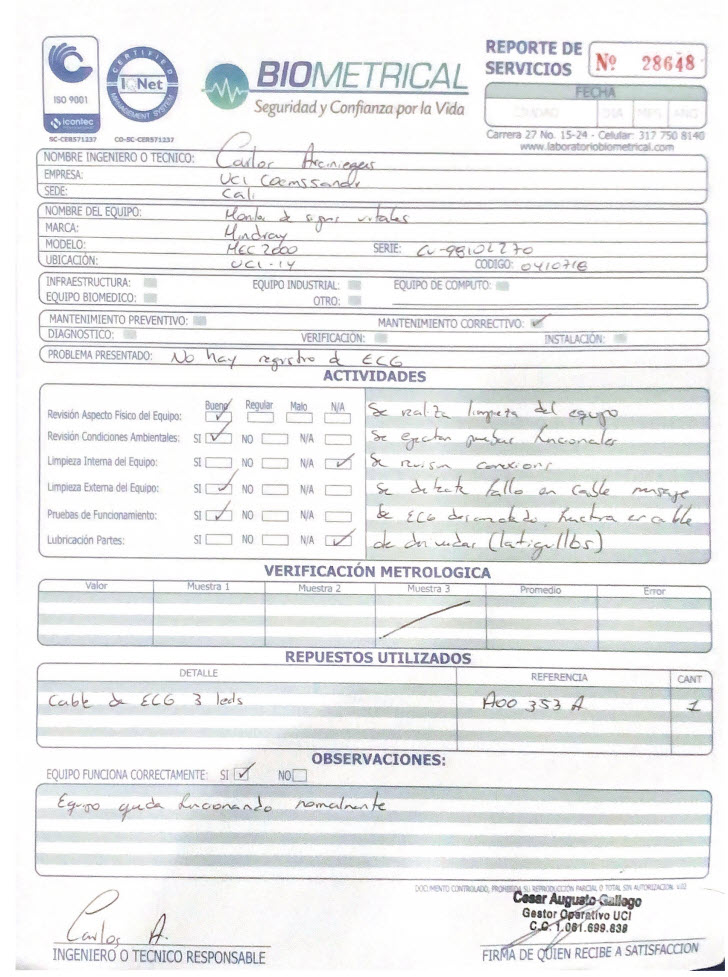 ISO 9001
icontec
SC-CER571237
CERTIFIED
IQNet
MANAGEMENT SYSTEM
CO-SC-CER571237
BIOMETRICAL
Seguridad y Confianza por la Vida
REPORTE DE SERVICIOS
Nº 28648
FECHA
CIUDAD DIA MES
Carrera 27 No. 15-24 - Celular: 317 750 8140
www.laboratoriobiometrical.com
NOMBRE INGENIERO O TECNICO: Carlos Arciniegas
EMPRESA: UCI
SEDE: Cali
NOMBRE DEL EQUIPO: Monitor de signos vitales
MARCA: Mindray
MODELO: MEC 2000 SERIE: CU-98102270
UBICACIÓN: UCI-14 CODIGO: 0410718
INFRAESTRUCTURA: EQUIPO INDUSTRIAL: EQUIPO DE COMPUTO:
EQUIPO BIOMEDICO: OTRO:
MANTENIMIENTO PREVENTIVO: MANTENIMIENTO CORRECTIVO: ✓
DIAGNOSTICO: VERIFICACIÓN: INSTALACIÓN:
PROBLEMA PRESENTADO: No hay registro de ECG
ACTIVIDADES
Bueno Regular Malo N/A
Revisión Aspecto Físico del Equipo: ✓
Revisión Condiciones Ambientales: SI ✓ NO N/A
Limpieza Interna del Equipo: SI NO N/A ✓
Limpieza Externa del Equipo: SI ✓ NO N/A
Pruebas de Funcionamiento: SI ✓ NO N/A
Lubricación Partes: SI NO N/A ✓
Se realiza limpieza del equipo
Se ejectan pruebas funcionales
Se revisan conexions
Se detecte fallo en cable mensaje
de ECG desconectado, fractura en cable
de derivadas (latiguillos)
VERIFICACIÓN METROLOGICA
Valor Muestra 1 Muestra 2 Muestra 3 Promedio Error
REPUESTOS UTILIZADOS
DETALLE REFERENCIA CANT
Cable de ECG 3 leds A00 353 A 1
OBSERVACIONES:
EQUIPO FUNCIONA CORRECTAMENTE: SI ✓ NO
Equipo queda funcionando normalmente
DOCUMENTO CONTROLADO, PROHIBIDA SU REPRODUCCIÓN PARCIAL O TOTAL SIN AUTORIZACION. V.02
Carlos A.
INGENIERO O TECNICO RESPONSABLE
Cesar Augusto Gallego
Gestor Operativo UCI
C.C. 1.061.699.838
FIRMA DE QUIEN RECIBE A SATISFACCION